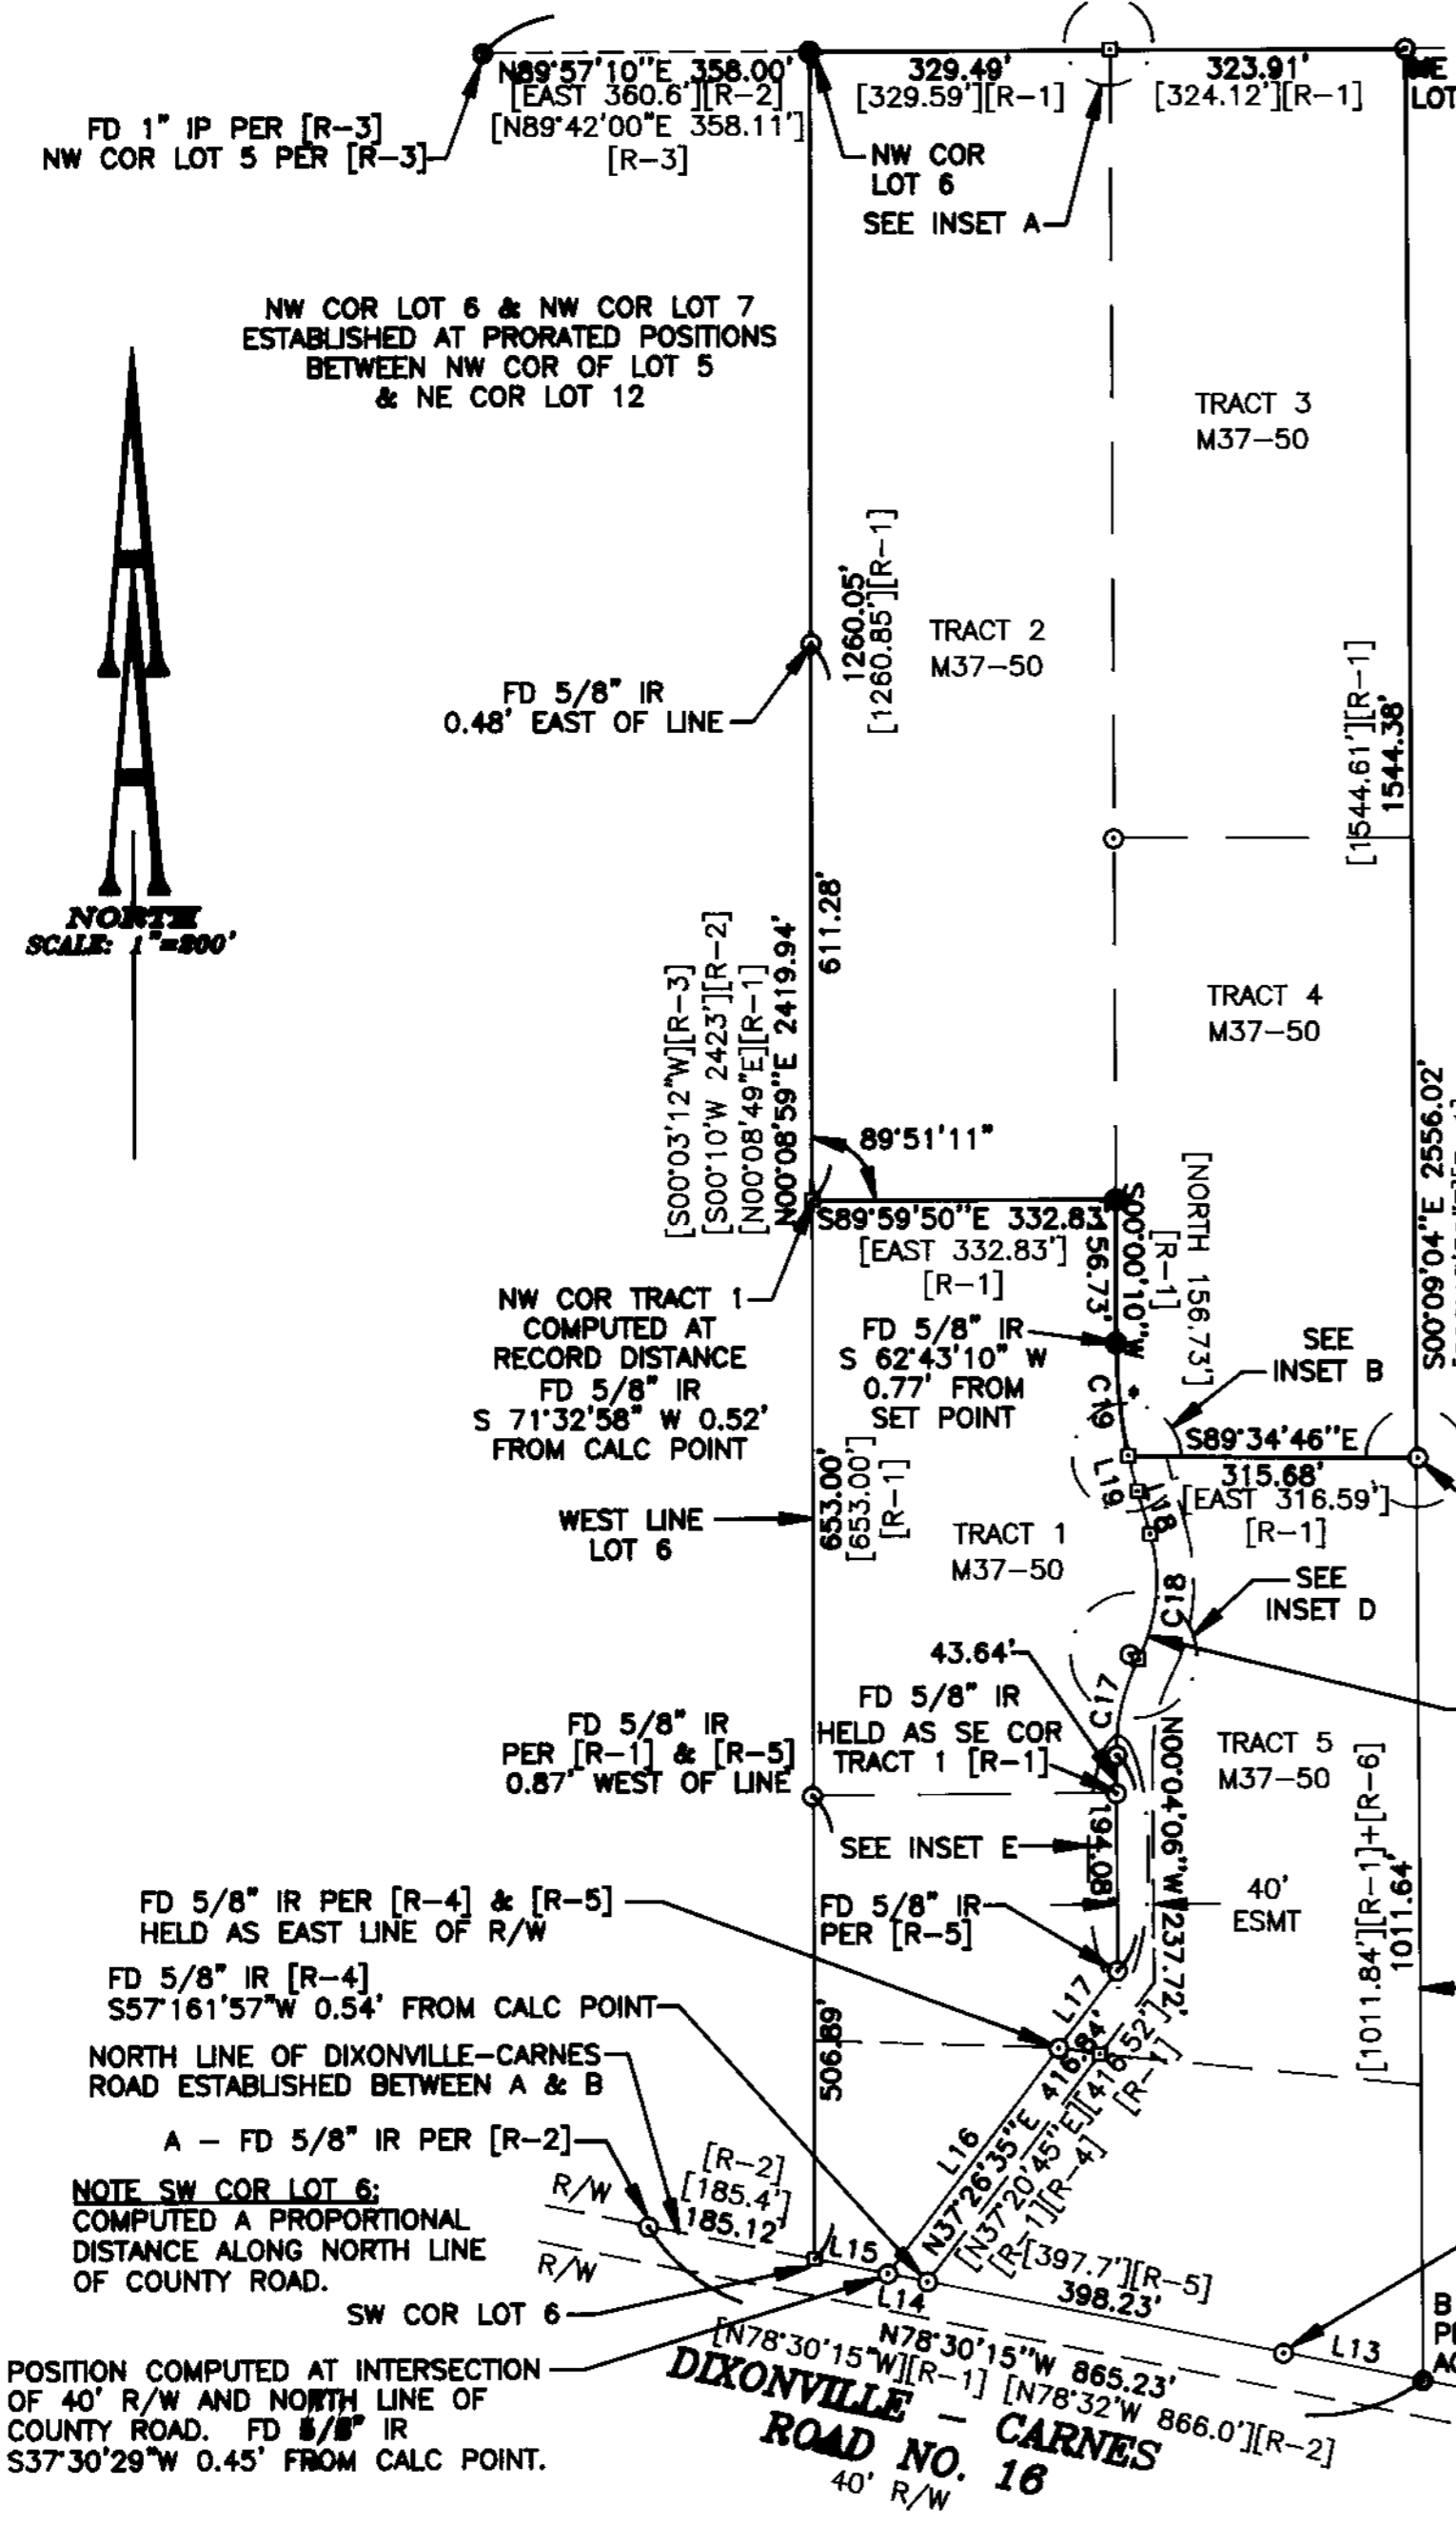 N89°57'10"E 358.00'
[EAST 360.6'][R-2]
[N89°42'00"E 358.11']
[R-3]
329.49'
[329.59'][R-1]
323.91'
[324.12'][R-1]
LOT
FD 1" IP PER [R-3]
NW COR LOT 5 PER [R-3]
NW COR
LOT 6
SEE INSET A
NW COR LOT 6 & NW COR LOT 7
ESTABLISHED AT PRORATED POSITIONS
BETWEEN NW COR OF LOT 5
& NE COR LOT 12
TRACT 3
M37-50
1260.05'
[1260.85'][R-1]
TRACT 2
M37-50
FD 5/8" IR
0.48' EAST OF LINE
[1544.61'][R-1]
1544.38'
NORTH
SCALE: 1"=200'
611.28'
[S00°03'12"W][R-3]
[S00°10'W 2423'][R-2]
[N00°08'49"E][R-1]
N00°08'59"E 2419.94'
TRACT 4
M37-50
S00°09'04"E 2556.02'
89°51'11"
S89°59'50"E 332.83'
[EAST 332.83']
[R-1]
S00°00'10"W
156.73'
[R-1]
[NORTH 156.73']
NW COR TRACT 1
COMPUTED AT
RECORD DISTANCE
FD 5/8" IR
S 71°32'58" W 0.52'
FROM CALC POINT
FD 5/8" IR
S 62°43'10" W
0.77' FROM
SET POINT
SEE
INSET B
C19
L19
L18
S89°34'46"E
315.68'
[EAST 316.59']
[R-1]
WEST LINE
LOT 6
653.00'
[653.00']
[R-1]
TRACT 1
M37-50
C18
SEE
INSET D
43.64'
C17
FD 5/8" IR
HELD AS SE COR
TRACT 1 [R-1]
FD 5/8" IR
PER [R-1] & [R-5]
0.87' WEST OF LINE
TRACT 5
M37-50
N00°04'06"W 237.72'
194.08'
SEE INSET E
[1011.84'][R-1]+[R-6]
1011.64'
FD 5/8" IR PER [R-4] & [R-5]
HELD AS EAST LINE OF R/W
FD 5/8" IR
PER [R-5]
40'
ESMT
FD 5/8" IR [R-4]
S57°161'57"W 0.54' FROM CALC POINT
L17
506.89'
NORTH LINE OF DIXONVILLE-CARNES
ROAD ESTABLISHED BETWEEN A & B
L16
N37°26'35"E 416.84'
[N37°20'45"E][416.52']
[R-1][R-4]
[R-1]
A - FD 5/8" IR PER [R-2]
R/W
[R-2]
[185.4']
185.12'
R/W
NOTE SW COR LOT 6:
COMPUTED A PROPORTIONAL
DISTANCE ALONG NORTH LINE
OF COUNTY ROAD.
L15
L14
[397.7'][R-5]
398.23'
L13
SW COR LOT 6
B
N78°30'15"W 865.23'
[N78°30'15"W][R-1] [N78°32'W 866.0'][R-2]
POSITION COMPUTED AT INTERSECTION
OF 40' R/W AND NORTH LINE OF
COUNTY ROAD. FD 5/8" IR
S37°30'29"W 0.45' FROM CALC POINT.
DIXONVILLE - CARNES
ROAD NO. 16
40' R/W